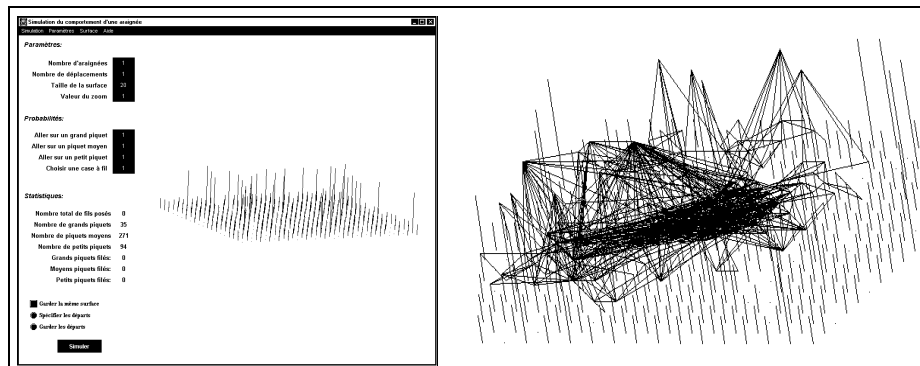 Simulation du comportement d'une araignée
Simulation Paramètres Surface Aide
Paramètres:
Nombre d'araignées 1
Nombre de déplacements 1
Taille de la surface 20
Valeur du zoom 1
Probabilités:
Aller sur un grand piquet 1
Aller sur un piquet moyen 1
Aller sur un petit piquet 1
Choisir une case à fil 1
Statistiques:
Nombre total de fils posés 0
Nombre de grands piquets 35
Nombre de piquets moyens 271
Nombre de petits piquets 94
Grands piquets filés: 0
Moyens piquets filés: 0
Petits piquets filés: 0
Garder la même surface
Spécifier les départs
Garder les départs
Simuler